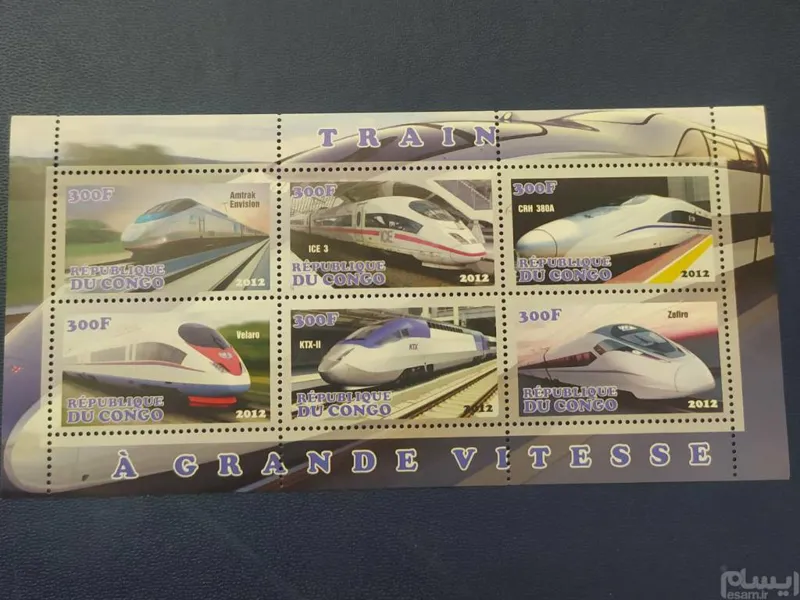 TRAIN
300F
Amtrak
Envision
RÉPUBLIQUE
DU CONGO
2012
300F
ICE
ICE 3
RÉPUBLIQUE
DU CONGO
2012
300F
CRH 380A
RÉPUBLIQUE
DU CONGO
2012
300F
Velaro
RÉPUBLIQUE
DU CONGO
2012
300F
KTX-II
KTX
RÉPUBLIQUE
DU CONGO
2012
300F
Zefiro
RÉPUBLIQUE
DU CONGO
2012
À GRANDE VITESSE
ایسام
esam.ir